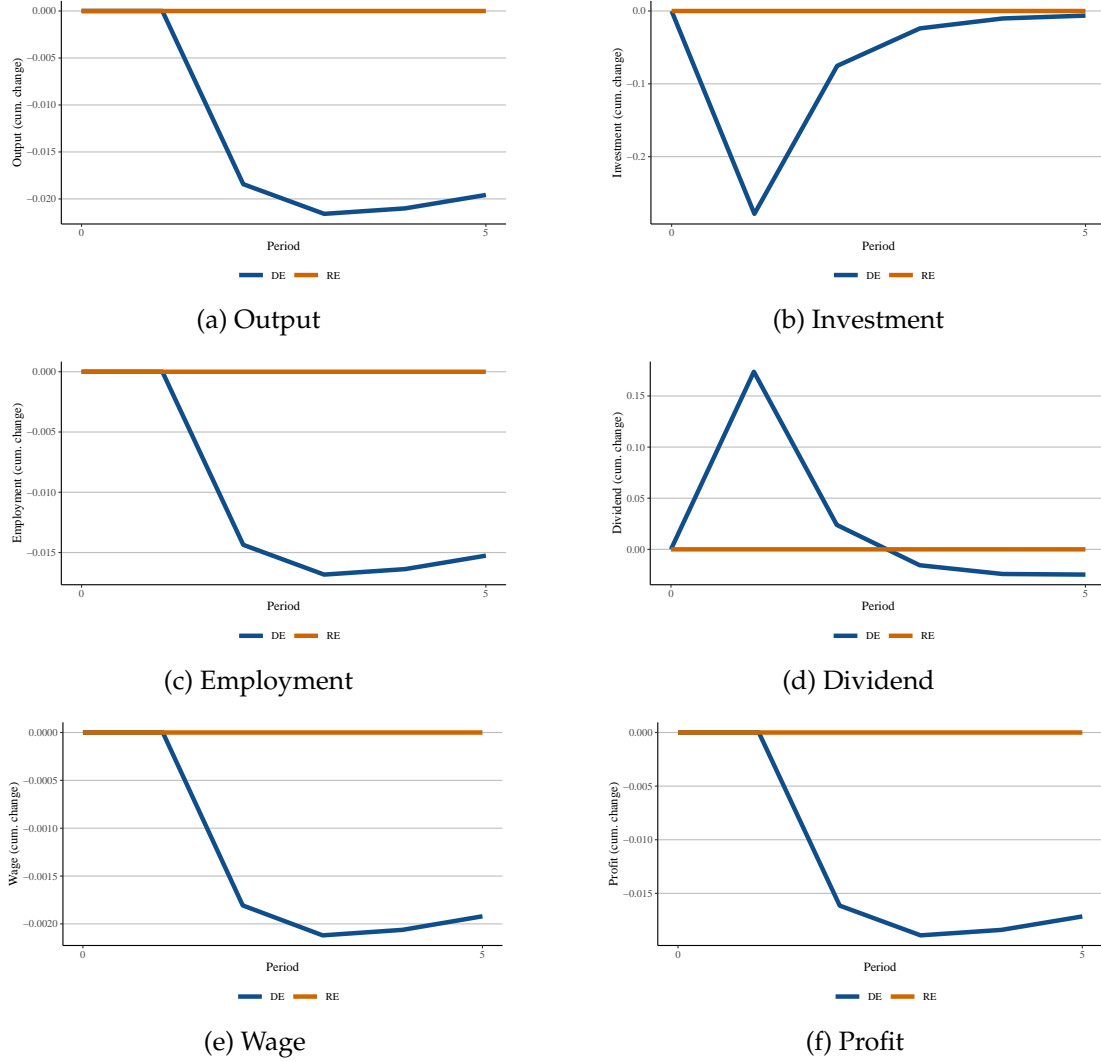 Output (cum. change)
0.000
−0.005
−0.010
−0.015
−0.020
0
5
Period
DE RE
(a) Output
Investment (cum. change)
0.0
−0.1
−0.2
0
5
Period
DE RE
(b) Investment
Employment (cum. change)
0.000
−0.005
−0.010
−0.015
0
5
Period
DE RE
(c) Employment
Dividend (cum. change)
0.15
0.10
0.05
0.00
0
5
Period
DE RE
(d) Dividend
Wage (cum. change)
0.0000
−0.0005
−0.0010
−0.0015
−0.0020
0
5
Period
DE RE
(e) Wage
Profit (cum. change)
0.000
−0.005
−0.010
−0.015
0
5
Period
DE RE
(f) Profit